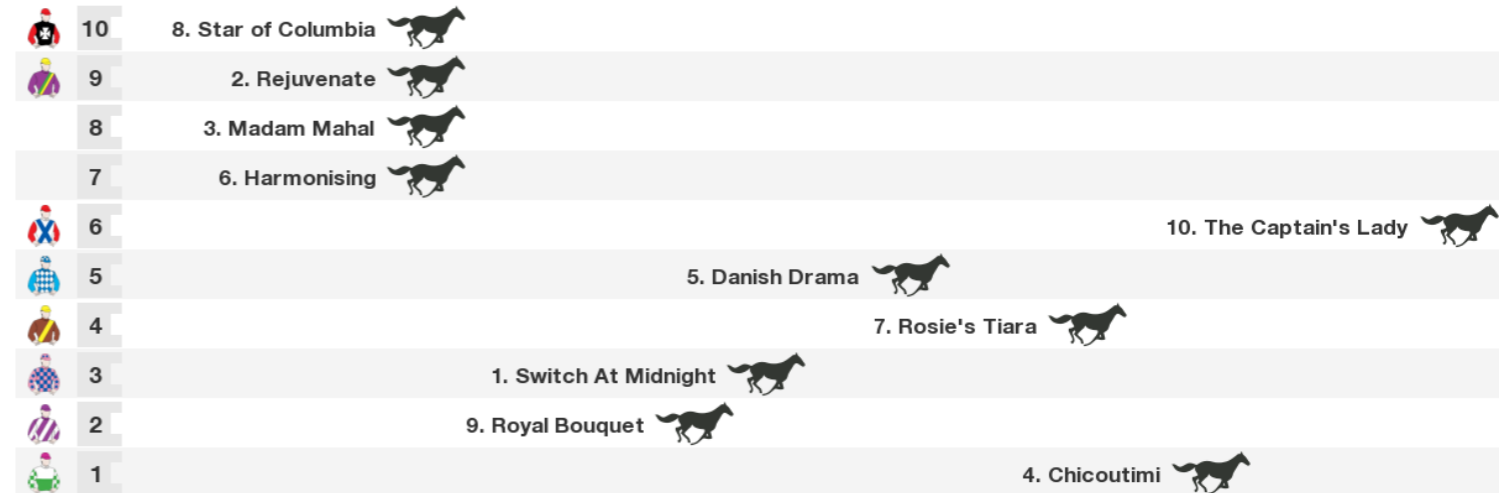 10 8. Star of Columbia
9 2. Rejuvenate
8 3. Madam Mahal
7 6. Harmonising
6 10. The Captain's Lady
5 5. Danish Drama
4 7. Rosie's Tiara
3 1. Switch At Midnight
2 9. Royal Bouquet
1 4. Chicoutimi